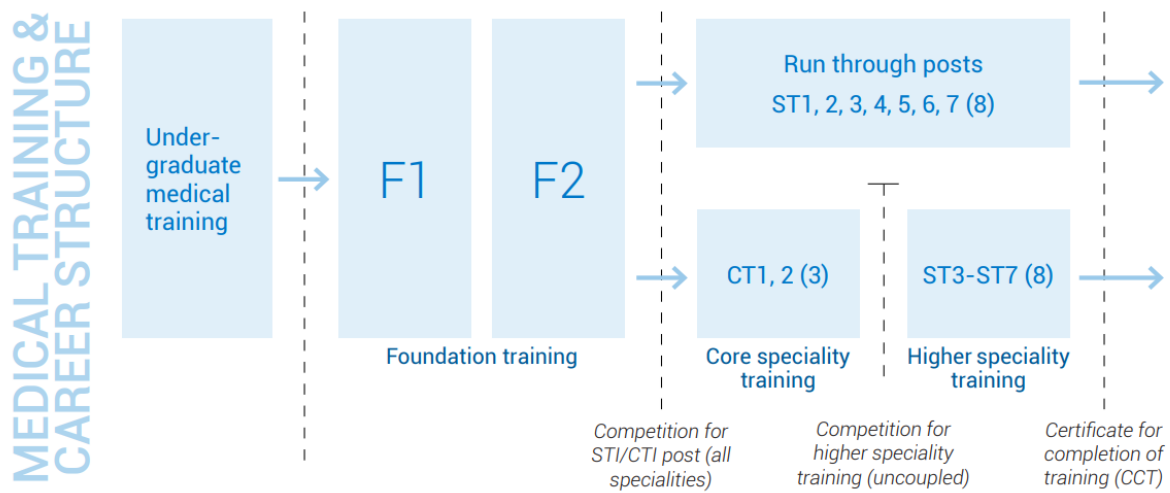 MEDICAL TRAINING &
CAREER STRUCTURE
Under-
graduate
medical
training
F1
F2
Foundation training
Run through posts
ST1, 2, 3, 4, 5, 6, 7 (8)
CT1, 2 (3)
Core speciality
training
ST3-ST7 (8)
Higher speciality
training
Competition for
STI/CTI post (all
specialities)
Competition for
higher speciality
training (uncoupled)
Certificate for
completion of
training (CCT)